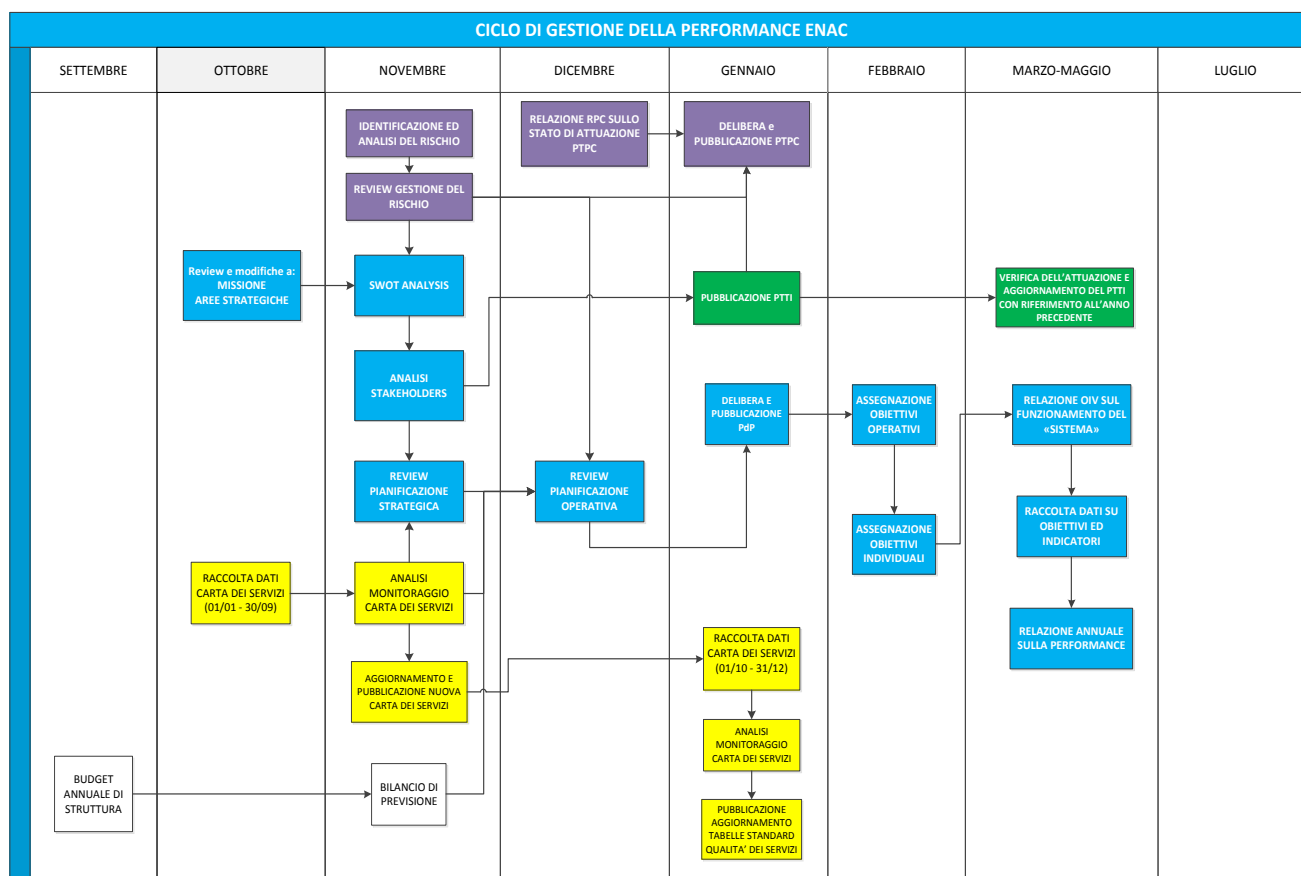 CICLO DI GESTIONE DELLA PERFORMANCE ENAC
SETTEMBRE
OTTOBRE
NOVEMBRE
DICEMBRE
GENNAIO
FEBBRAIO
MARZO-MAGGIO
LUGLIO
IDENTIFICAZIONE ED
ANALISI DEL RISCHIO
RELAZIONE RPC SULLO
STATO DI ATTUAZIONE
PTPC
DELIBERA e
PUBBLICAZIONE PTPC
REVIEW GESTIONE DEL
RISCHIO
Review e modifiche a:
MISSIONE
AREE STRATEGICHE
SWOT ANALYSIS
PUBBLICAZIONE PTTI
VERIFICA DELL’ATTUAZIONE E
AGGIORNAMENTO DEL PTTI
CON RIFERIMENTO ALL’ANNO
PRECEDENTE
ANALISI
STAKEHOLDERS
DELIBERA E
PUBBLICAZIONE
PdP
ASSEGNAZIONE
OBIETTIVI
OPERATIVI
RELAZIONE OIV SUL
FUNZIONAMENTO DEL
«SISTEMA»
REVIEW
PIANIFICAZIONE
STRATEGICA
REVIEW
PIANIFICAZIONE
OPERATIVA
ASSEGNAZIONE
OBIETTIVI
INDIVIDUALI
RACCOLTA DATI SU
OBIETTIVI ED
INDICATORI
RACCOLTA DATI
CARTA DEI SERVIZI
(01/01 - 30/09)
ANALISI
MONITORAGGIO
CARTA DEI SERVIZI
RELAZIONE ANNUALE
SULLA PERFORMANCE
AGGIORNAMENTO E
PUBBLICAZIONE NUOVA
CARTA DEI SERVIZI
RACCOLTA DATI
CARTA DEI SERVIZI
(01/10 - 31/12)
ANALISI
MONITORAGGIO
CARTA DEI SERVIZI
BUDGET
ANNUALE DI
STRUTTURA
BILANCIO DI
PREVISIONE
PUBBLICAZIONE
AGGIORNAMENTO
TABELLE STANDARD
QUALITA’ DEI SERVIZI